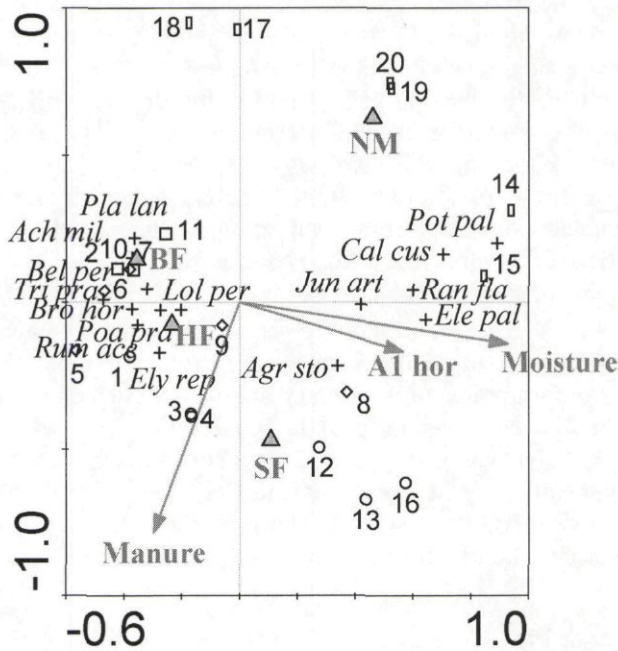 1.0
18 17
20
19
NM
14
Pla lan
11
Pot pal
Ach mil
2 10 7
BF
Cal cus
15
Bel per
Tri pra 6
Lol per
Jun art
Ran fla
Bro hor
Ele pal
Poa pra
HF
9
Rum ace
8
Agr sto
A1 hor
Moisture
5
1
Ely rep
3 4
8
SF
12
13
16
Manure
-1.0
-0.6
1.0